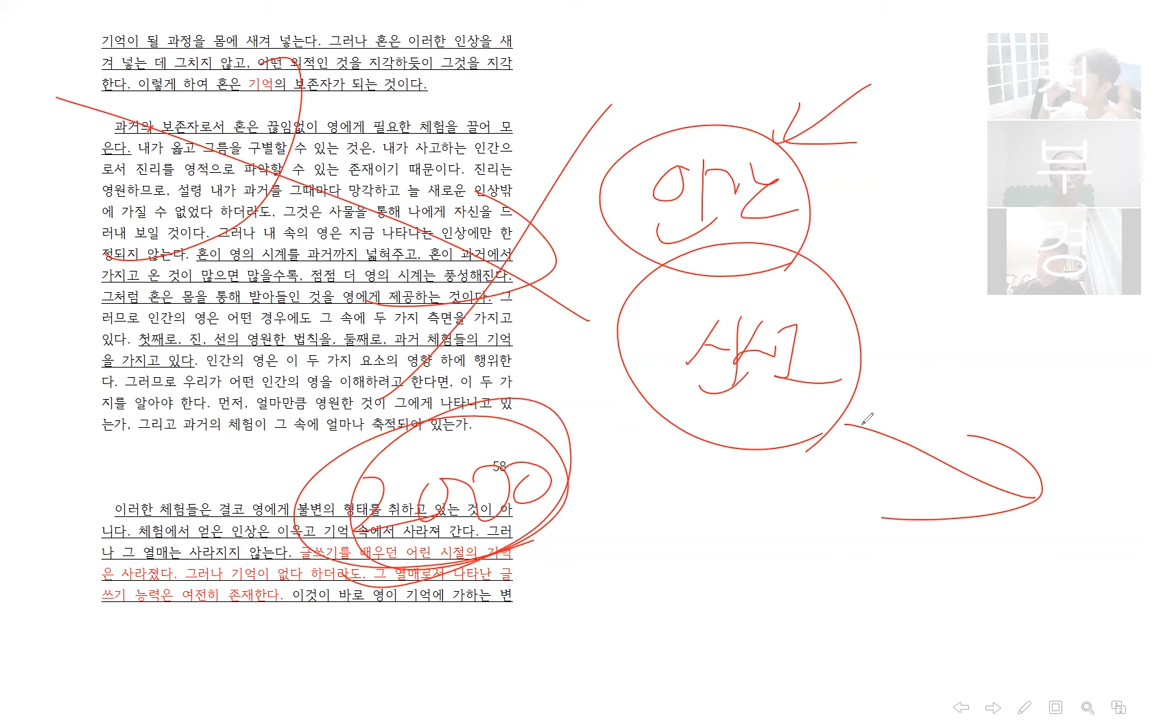 기억이 될 과정을 몸에 새겨 넣는다. 그러나 혼은 이러한 인상을 새
겨 넣는 데 그치지 않고, 어떤 외적인 것을 지각하듯이 그것을 지각
한다. 이렇게 하여 혼은 기억의 보존자가 되는 것이다.
과거의 보존자로서 혼은 끊임없이 영에게 필요한 체험을 끌어 모
은다. 내가 옳고 그름을 구별할 수 있는 것은, 내가 사고하는 인간으
로서 진리를 영적으로 파악할 수 있는 존재이기 때문이다. 진리는
영원하므로, 설령 내가 과거를 그때마다 망각하고 늘 새로운 인상밖
에 가질 수 없었다 하더라도, 그것은 사물을 통해 나에게 자신을 드
러내 보일 것이다. 그러나 내 속의 영은 지금 나타나는 인상에만 한
정되지 않는다. 혼이 영의 시계를 과거까지 넓혀주고, 혼이 과거에서
가지고 온 것이 많으면 많을수록, 점점 더 영의 시계는 풍성해진다.
그처럼 혼은 몸을 통해 받아들인 것을 영에게 제공하는 것이다. 그
러므로 인간의 영은 어떤 경우에도 그 속에 두 가지 측면을 가지고
있다. 첫째로, 진, 선의 영원한 법칙을, 둘째로, 과거 체험들의 기억
을 가지고 있다. 인간의 영은 이 두 가지 요소의 영향 하에 행위한
다. 그러므로 우리가 어떤 인간의 영을 이해하려고 한다면, 이 두 가
지를 알아야 한다. 먼저, 얼마만큼 영원한 것이 그에게 나타나고 있
는가, 그리고 과거의 체험이 그 속에 얼마나 축적되어 있는가.
58
이러한 체험들은 결코 영에게 불변의 형태를 취하고 있는 것이 아
니다. 체험에서 얻은 인상은 이윽고 기억 속에서 사라져 간다. 그러
나 그 열매는 사라지지 않는다. 글쓰기를 배우던 어린 시절의 기억
은 사라졌다. 그러나 기억이 없다 하더라도, 그 열매로서 나타난 글
쓰기 능력은 여전히 존재한다. 이것이 바로 영이 기억에 가하는 변
인간